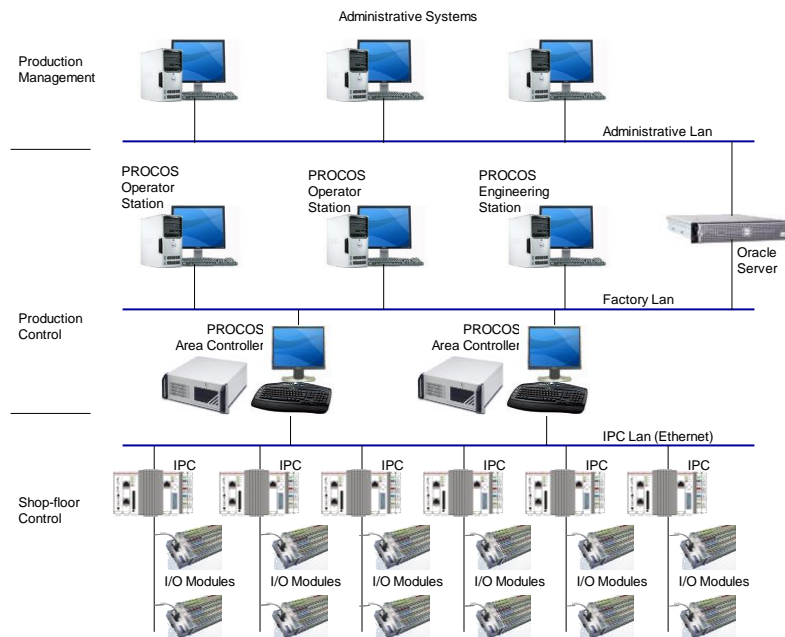 Administrative Systems
Production
Management
Administrative Lan
PROCOS
Operator
Station
PROCOS
Operator
Station
PROCOS
Engineering
Station
Oracle
Server
Factory Lan
Production
Control
PROCOS
Area Controller
PROCOS
Area Controller
IPC Lan (Ethernet)
IPC
IPC
IPC
IPC
IPC
IPC
Shop-floor
Control
I/O Modules
I/O Modules
I/O Modules
I/O Modules
I/O Modules
I/O Modules